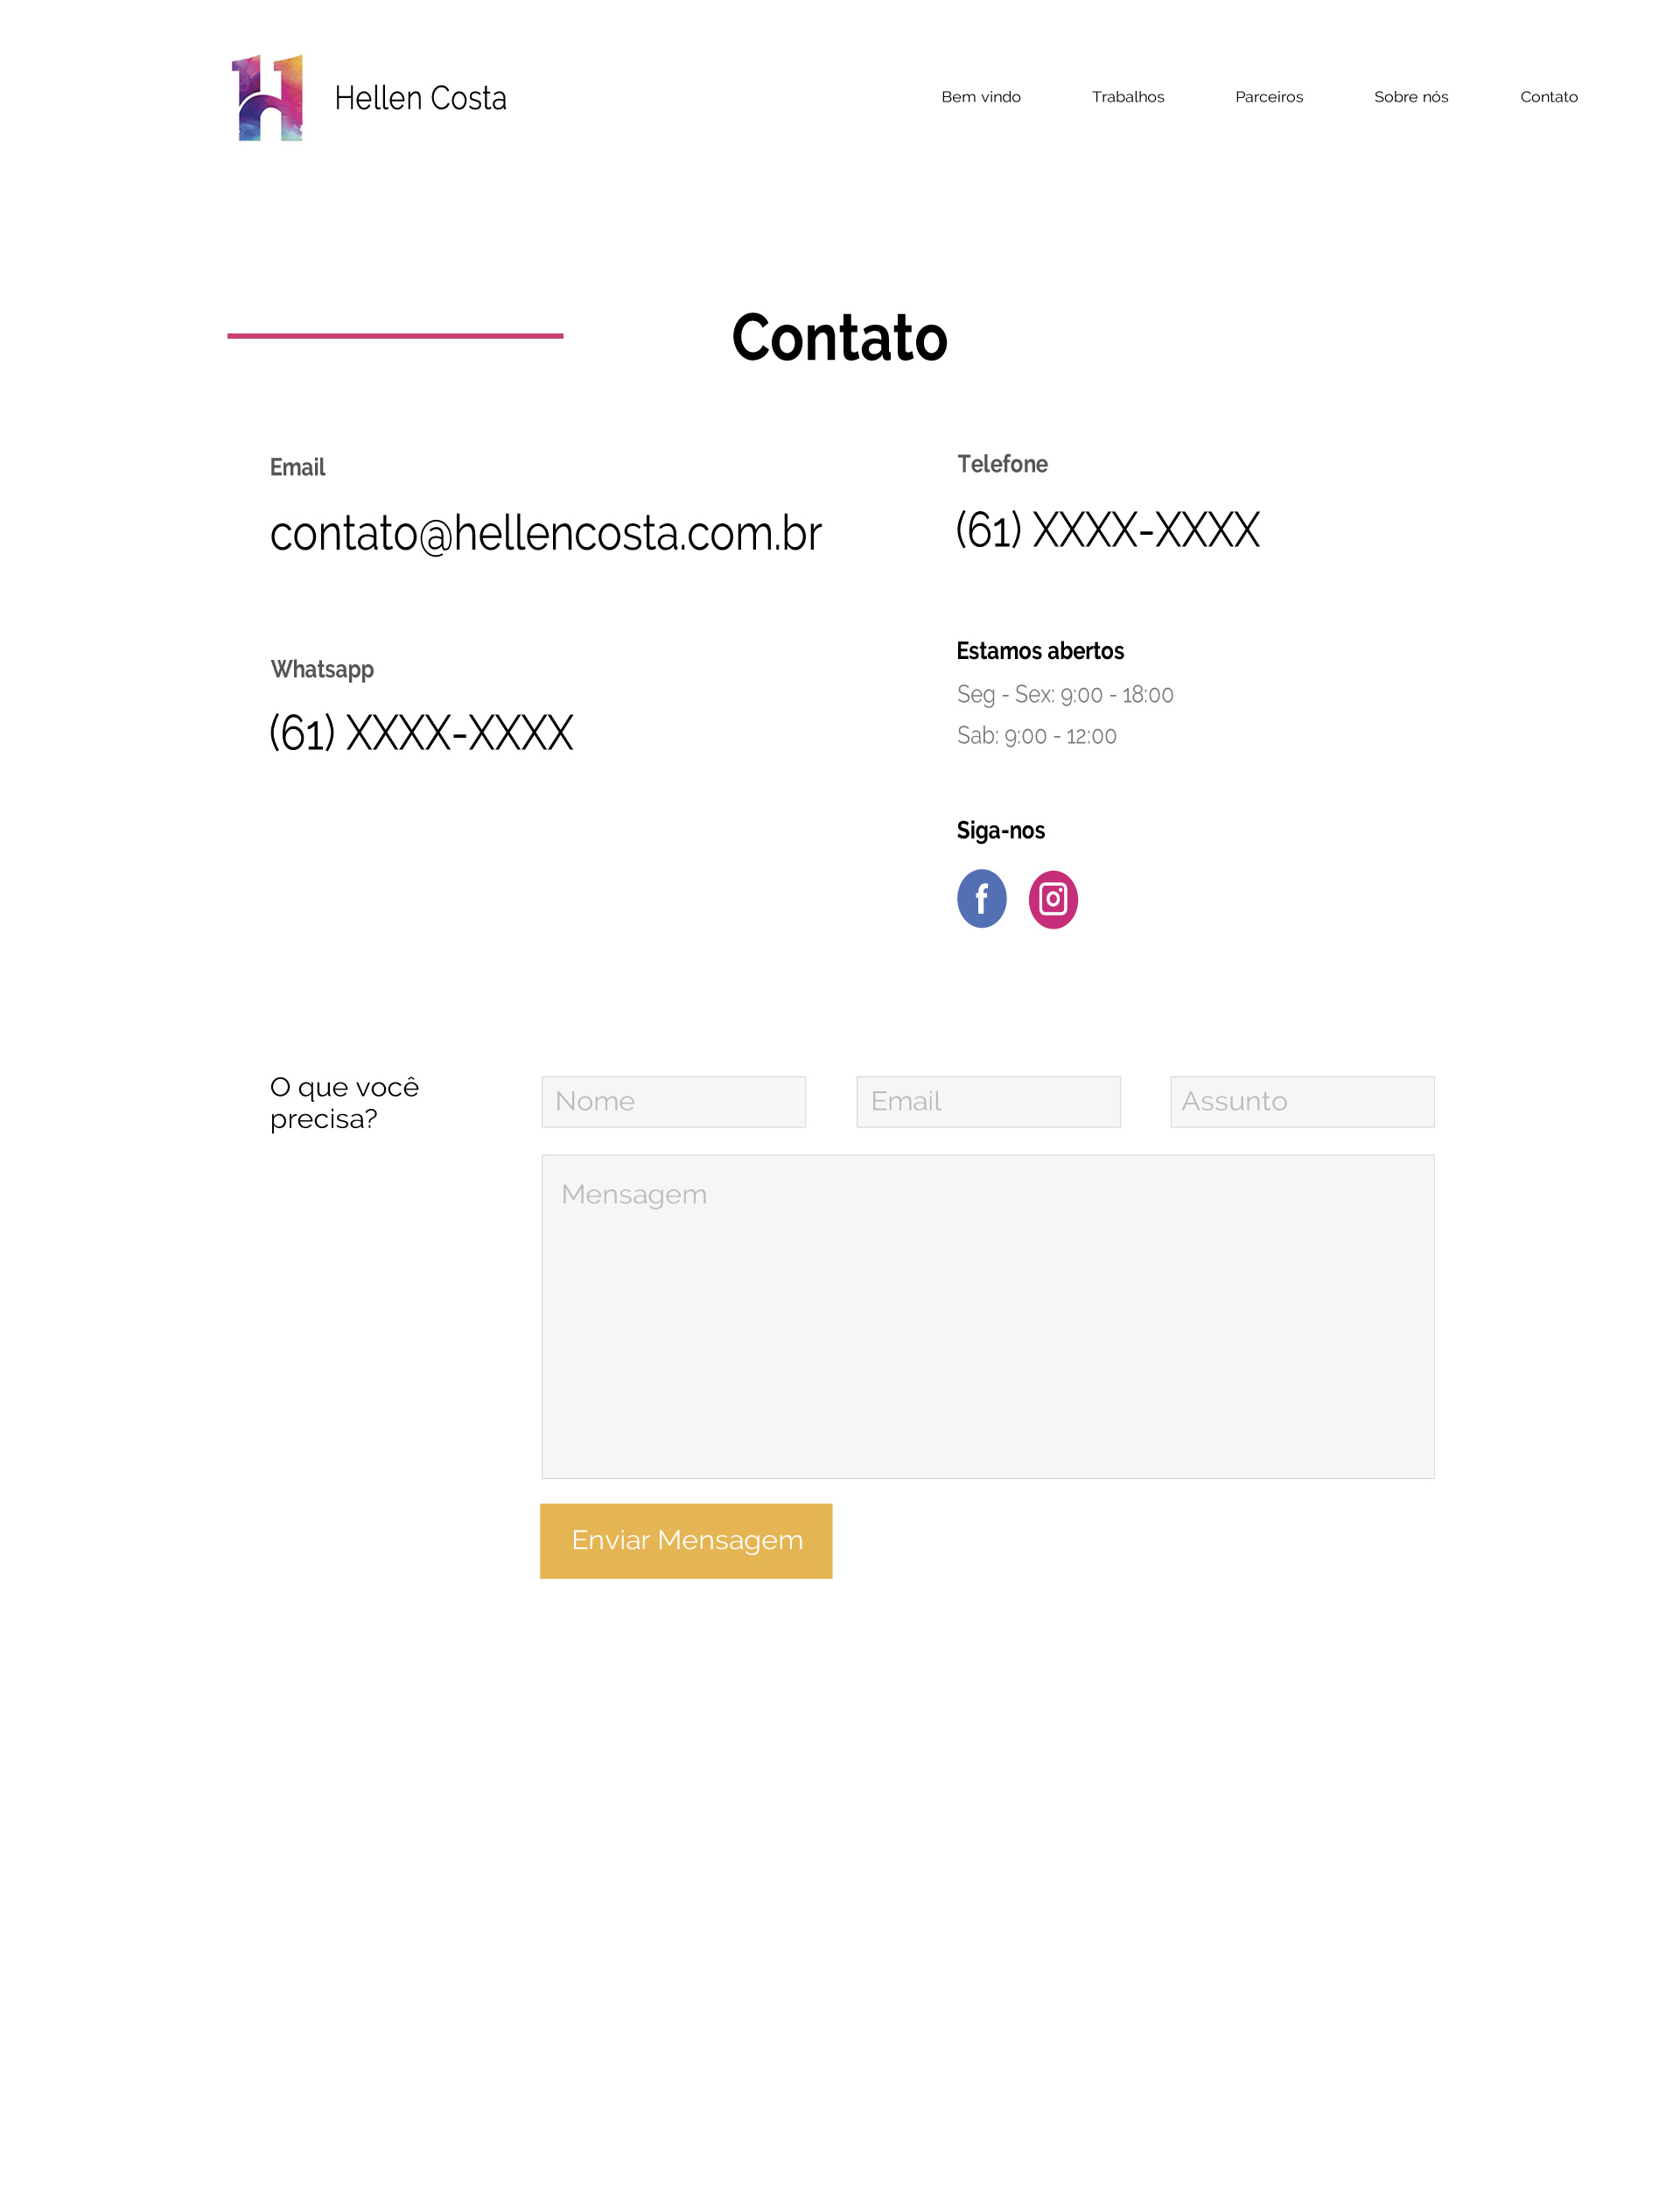 Hellen Costa
Bem vindo
Trabalhos
Parceiros
Sobre nós
Contato
Contato
Email
contato@hellencosta.com.br
Telefone
(61) XXXX-XXXX
Whatsapp
(61) XXXX-XXXX
Estamos abertos
Seg - Sex: 9:00 - 18:00
Sab: 9:00 - 12:00
Siga-nos
O que você
precisa?
Nome
Email
Assunto
Mensagem
Enviar Mensagem